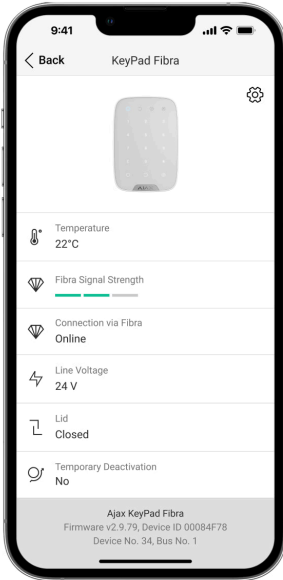 9:41
Back KeyPad Fibra
AJAX
Temperature
22°C
Fibra Signal Strength
Connection via Fibra
Online
Line Voltage
24 V
Lid
Closed
Temporary Deactivation
No
Ajax KeyPad Fibra
Firmware v2.9.79, Device ID 00084F78
Device No. 34, Bus No. 1